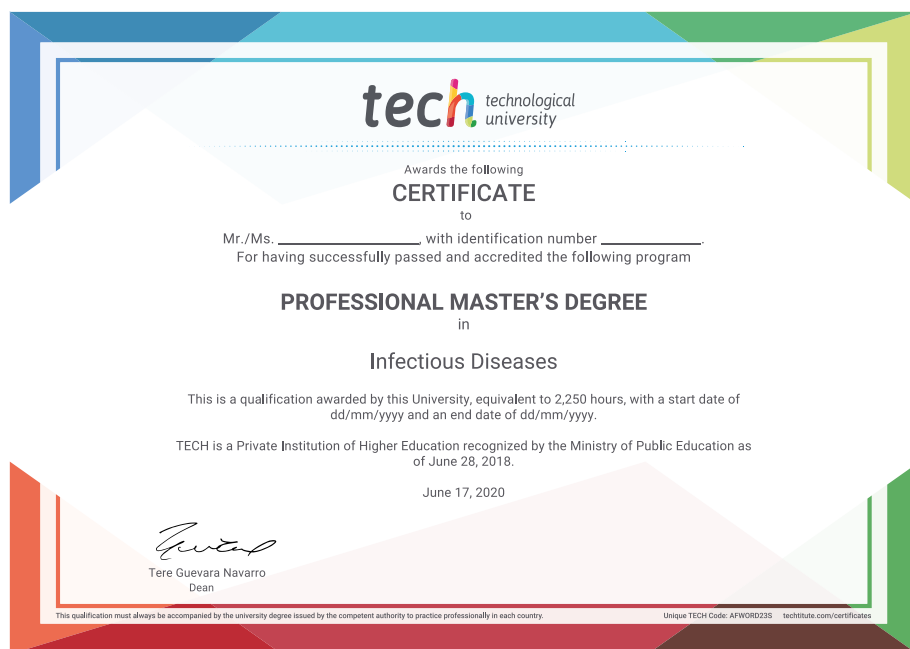 tech technological
university
Awards the following
CERTIFICATE
to
Mr./Ms. ____________________, with identification number ______________.
For having successfully passed and accredited the following program
PROFESSIONAL MASTER'S DEGREE
in
Infectious Diseases
This is a qualification awarded by this University, equivalent to 2,250 hours, with a start date of
dd/mm/yyyy and an end date of dd/mm/yyyy.
TECH is a Private Institution of Higher Education recognized by the Ministry of Public Education as
of June 28, 2018.
June 17, 2020
Tere Guevara Navarro
Dean
This qualification must always be accompanied by the university degree issued by the competent authority to practice professionally in each country.
Unique TECH Code: AFWORD23S techtitute.com/certificates